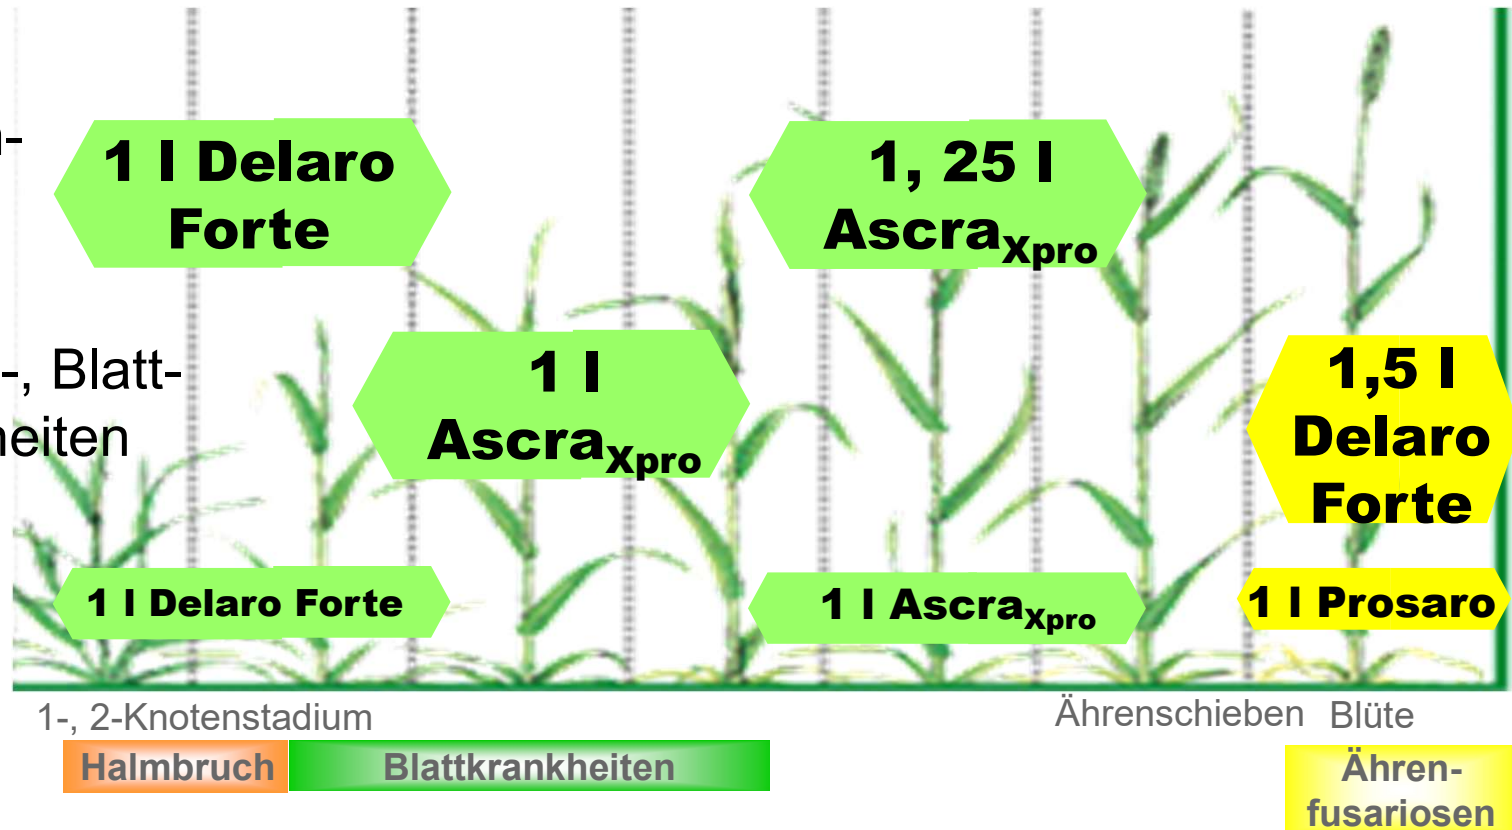 1 l Delaro
Forte
1, 25 l
AscraXpro
-, Blatt-
heiten
1 l
AscraXpro
1,5 l
Delaro
Forte
1 l Delaro Forte
1 l AscraXpro
1 l Prosaro
1-, 2-Knotenstadium
Ährenschieben
Blüte
Halmbruch
Blattkrankheiten
Ähren-
fusariosen